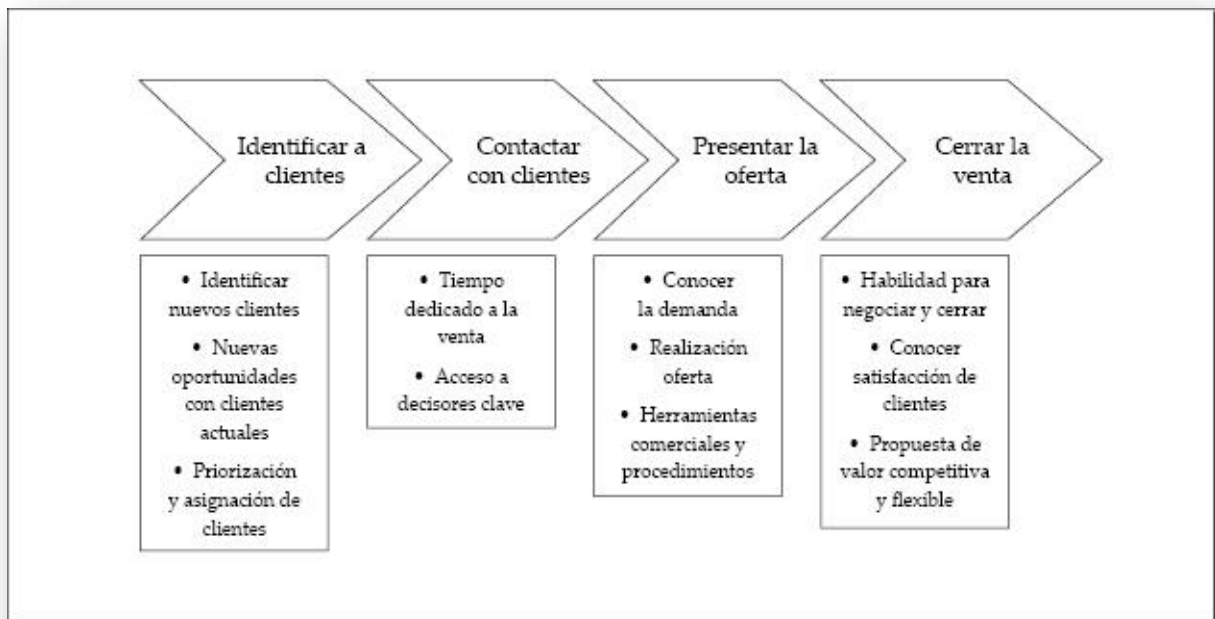 Identificar a
clientes
Contactar
con clientes
Presentar la
oferta
Cerrar la
venta
• Identificar
nuevos clientes
• Nuevas
oportunidades
con clientes
actuales
• Priorización
y asignación de
clientes
• Tiempo
dedicado a la
venta
• Acceso a
decisores clave
• Conocer
la demanda
• Realización
oferta
• Herramientas
comerciales y
procedimientos
• Habilidad para
negociar y cerrar
• Conocer
satisfacción de
clientes
• Propuesta de
valor competitiva
y flexible